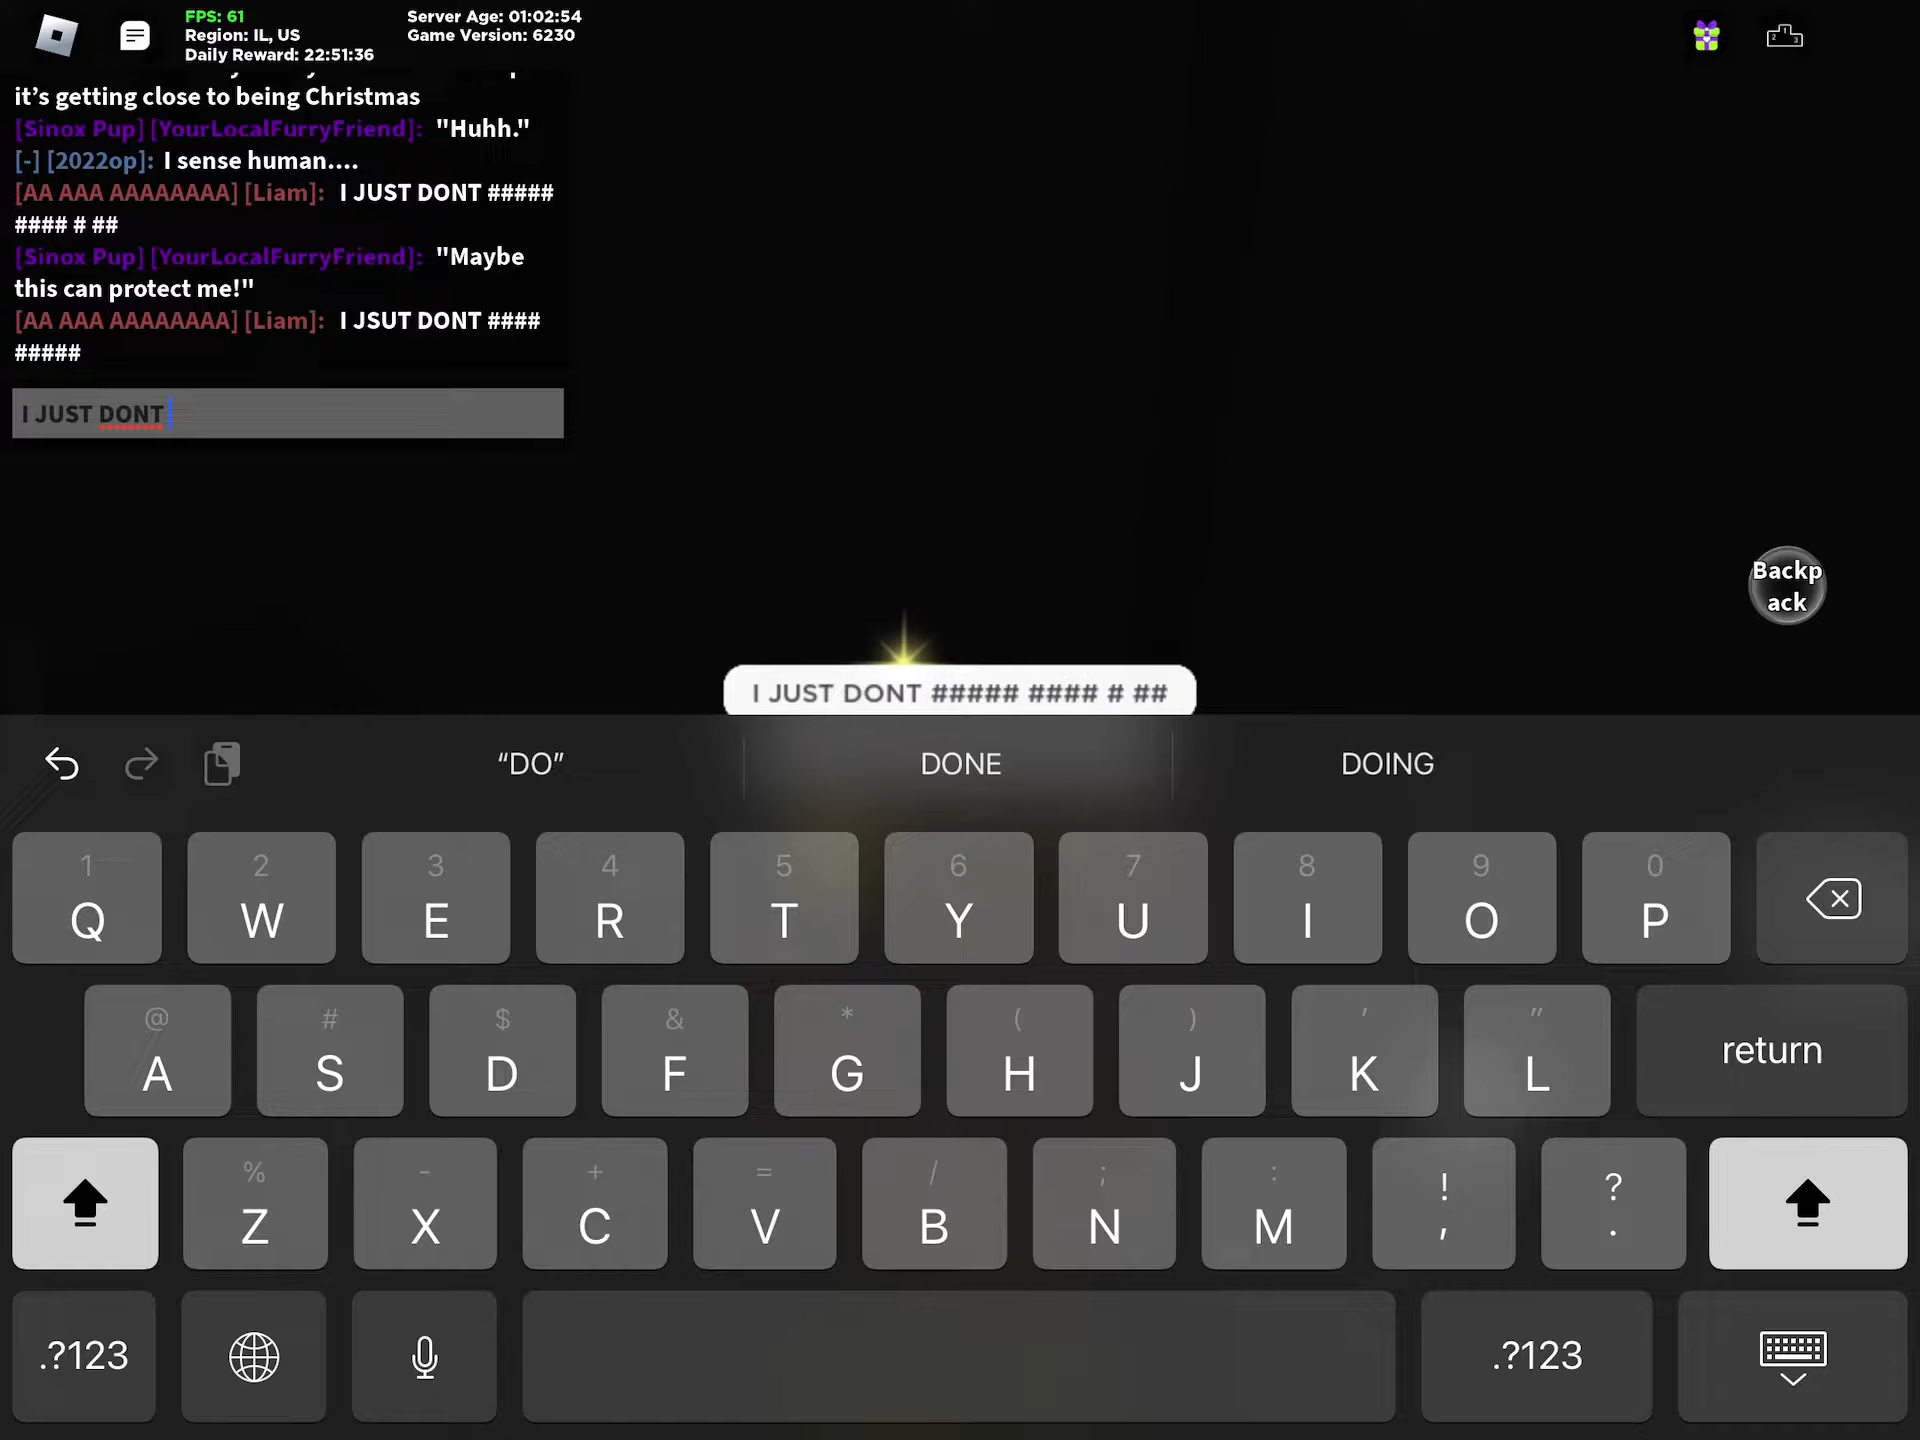 FPS: 61
Region: IL, US
Daily Reward: 22:51:36
Server Age: 01:02:54
Game Version: 6230
it’s getting close to being Christmas
[Sinox Pup] [YourLocalFurryFriend]: "Huhh."
[-] [2022op]: I sense human....
[AA AAA AAAAAAAA] [Liam]: I JUST DONT #####
#### # ##
[Sinox Pup] [YourLocalFurryFriend]: "Maybe
this can protect me!"
[AA AAA AAAAAAAA] [Liam]: I JSUT DONT ####
#####
I JUST DONT
Backp
ack
I JUST DONT ##### #### # ##
“DO” DONE DOING
1 2 3 4 5 6 7 8 9 0
Q W E R T Y U I O P
@ # $ & * ( ) ' "
A S D F G H J K L return
% - + = / ; : ! ?
Z X C V B N M , .
.?123 .?123